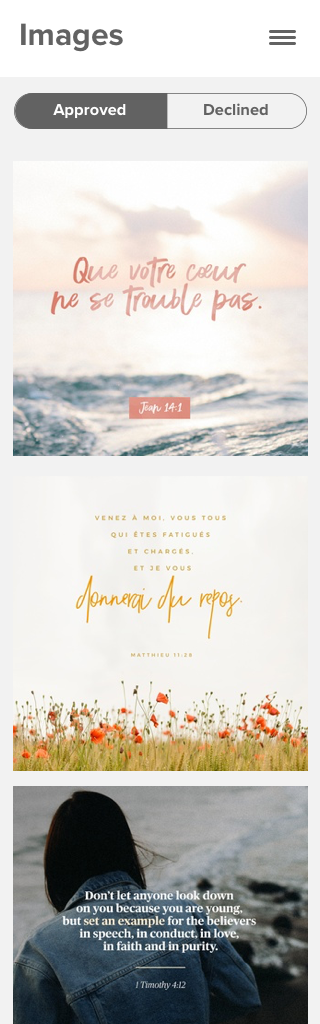 Images
Approved Declined
Que votre cœur
ne se trouble pas.
Jean 14:1
VENEZ À MOI, VOUS TOUS
QUI ÊTES FATIGUÉS
ET CHARGÉS,
ET JE VOUS
donnerai du repos.
MATTHIEU 11:28
Don't let anyone look down
on you because you are young,
but set an example for the believers
in speech, in conduct, in love,
in faith and in purity.
1 Timothy 4:12